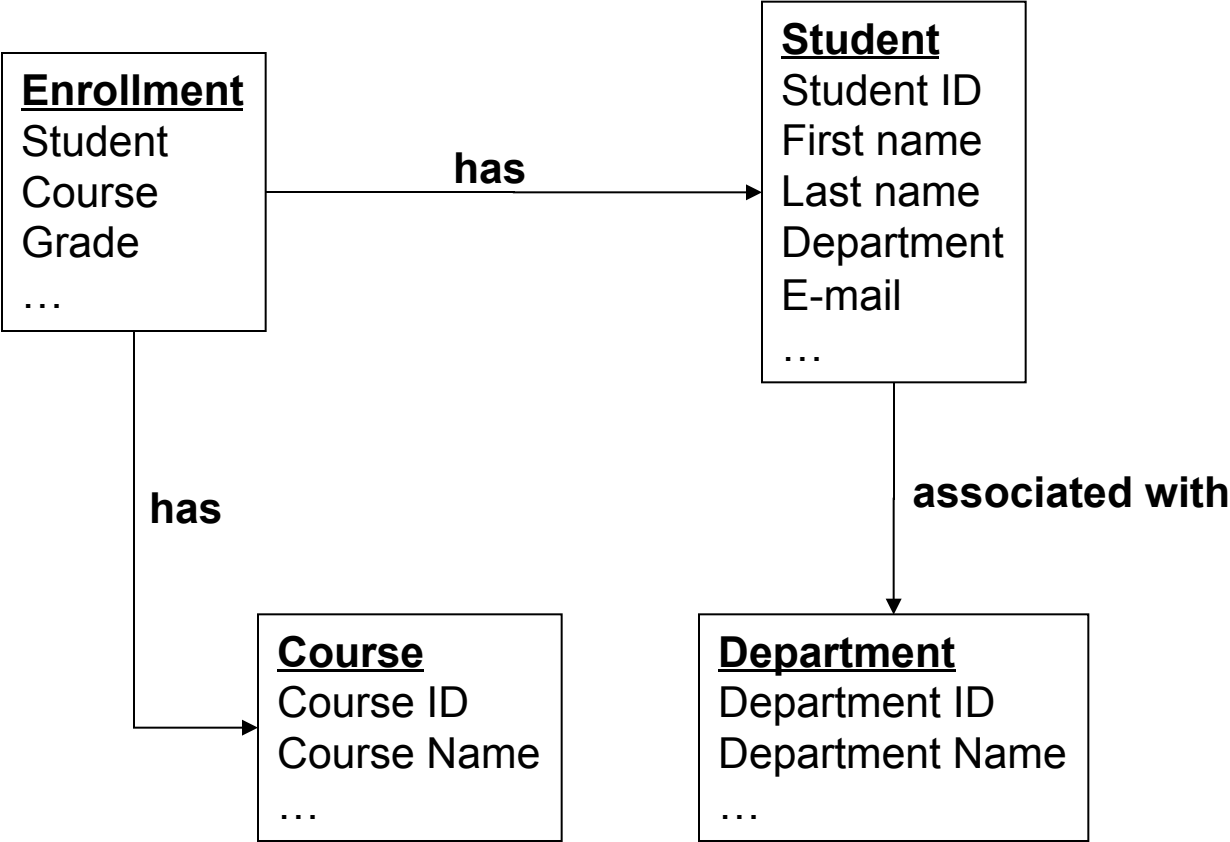 Enrollment
Student
Course
Grade
…
has
Student
Student ID
First name
Last name
Department
E-mail
…
has
associated with
Course
Course ID
Course Name
…
Department
Department ID
Department Name
…